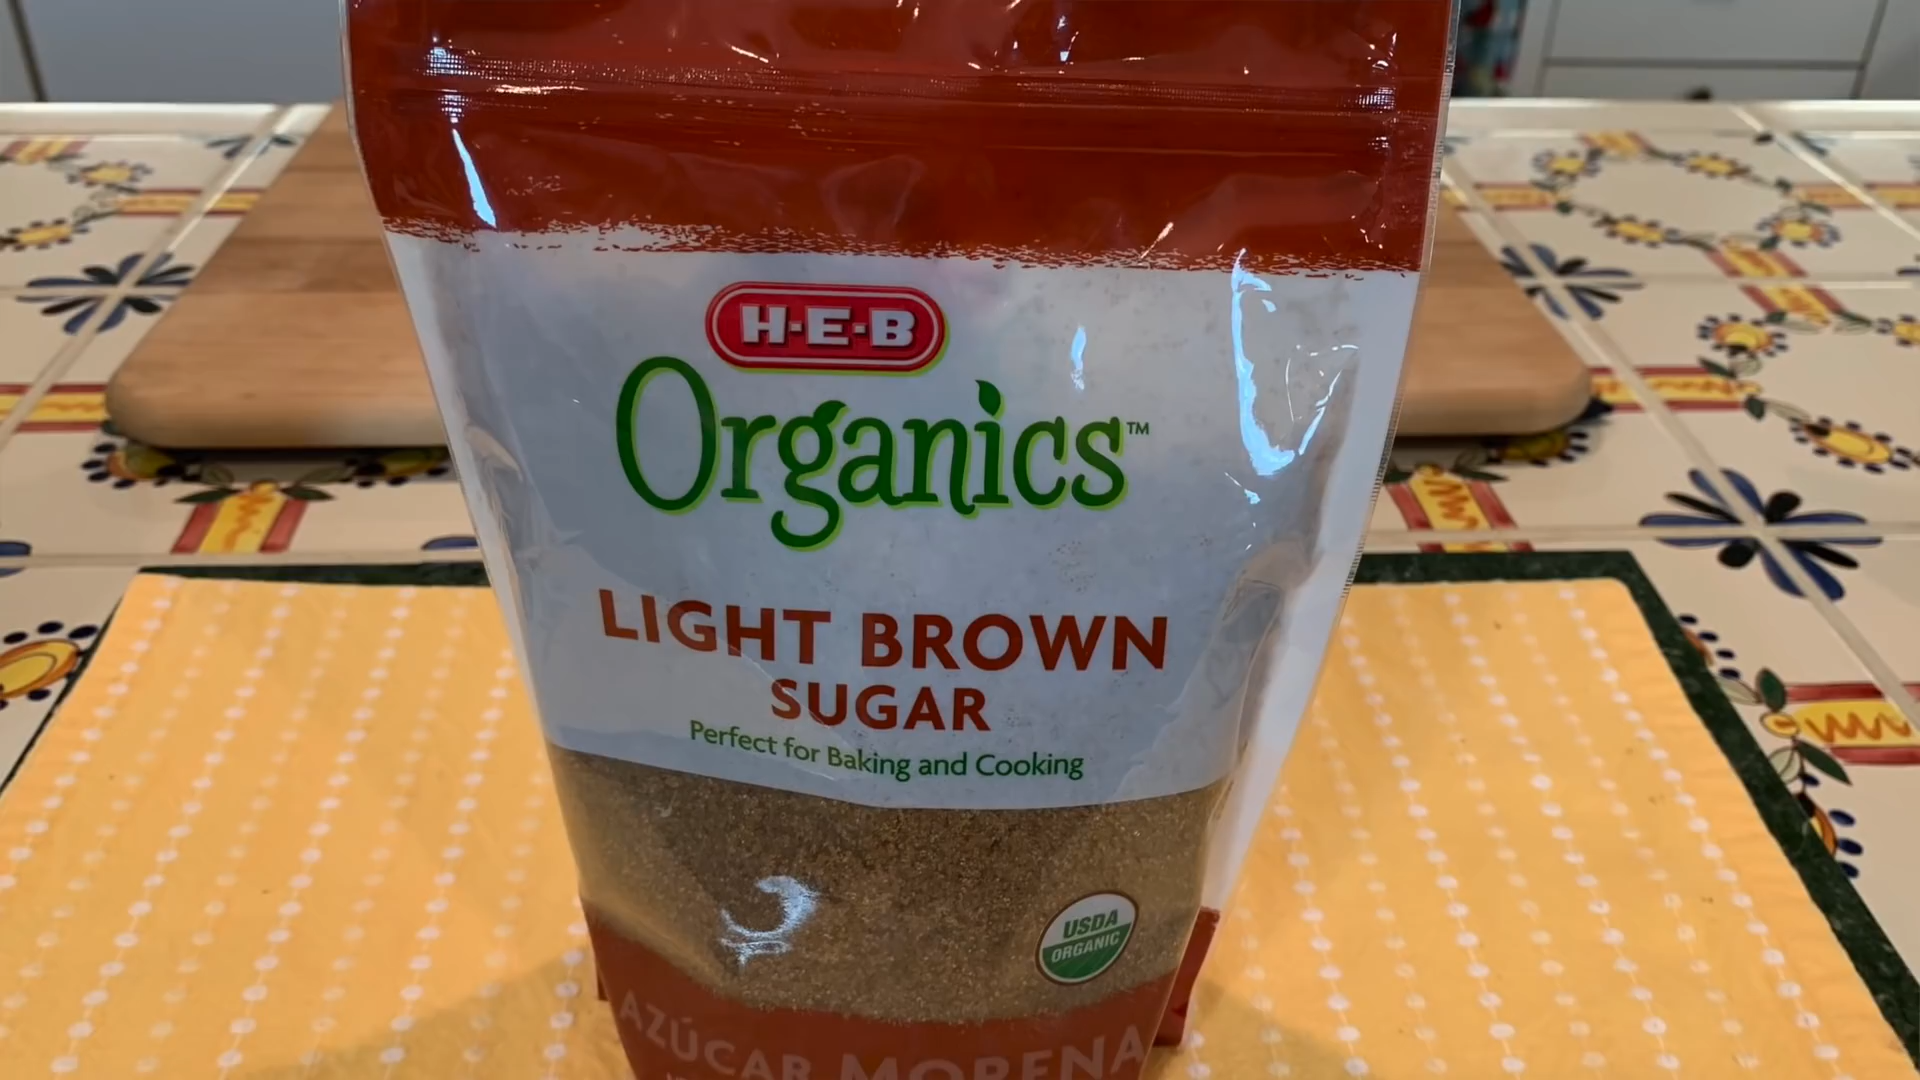 H-E-B
Organics™
LIGHT BROWN
SUGAR
Perfect for Baking and Cooking
USDA
ORGANIC
AZÚCAR MORENA